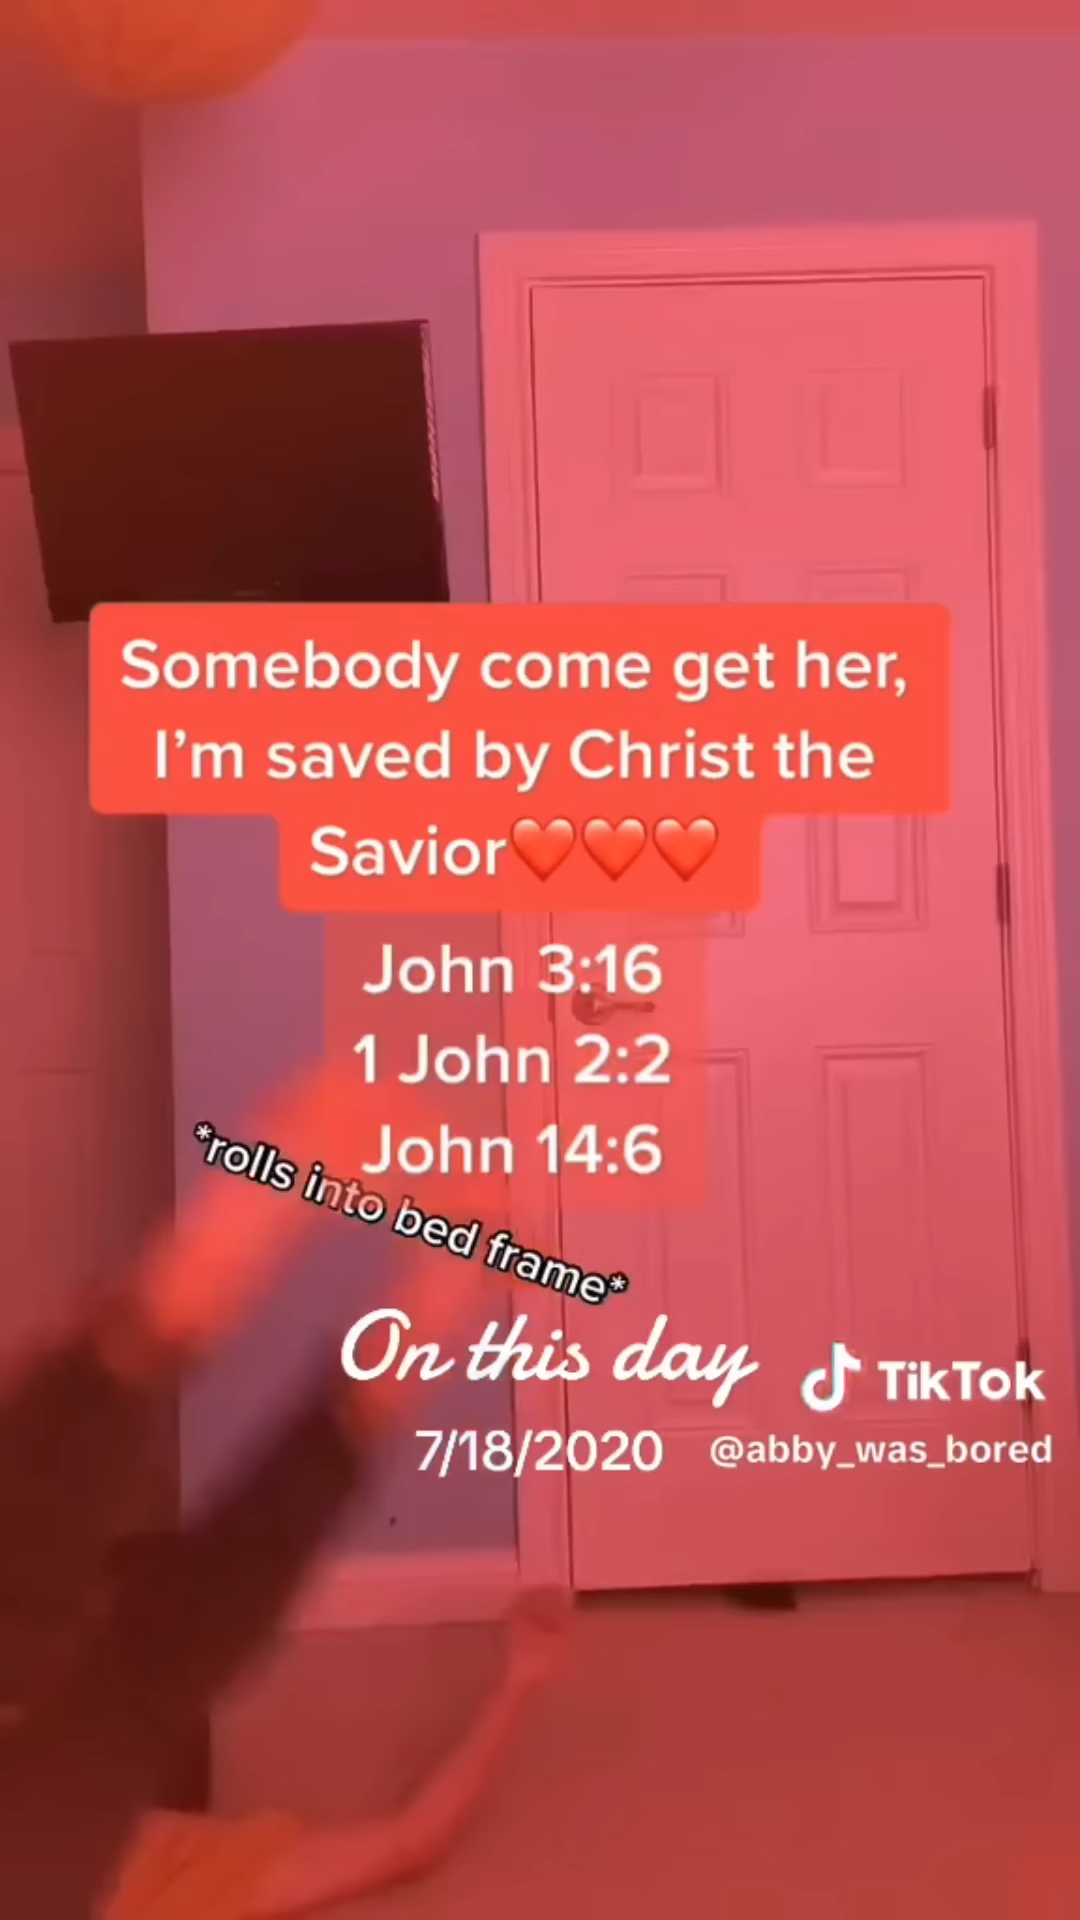 Somebody come get her,
I'm saved by Christ the
Savior❤️❤️❤️
John 3:16
1 John 2:2
John 14:6
*rolls into bed frame*
On this day
7/18/2020
TikTok
@abby_was_bored